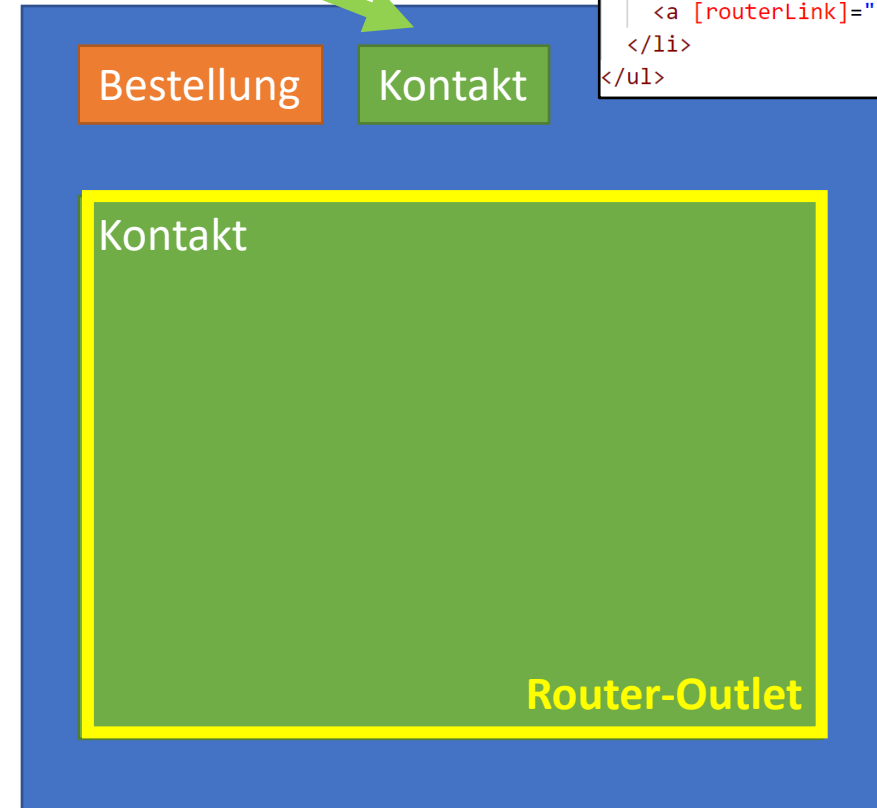 <a [routerLink]="
</li>
</ul>
Bestellung
Kontakt
Kontakt
Router-Outlet